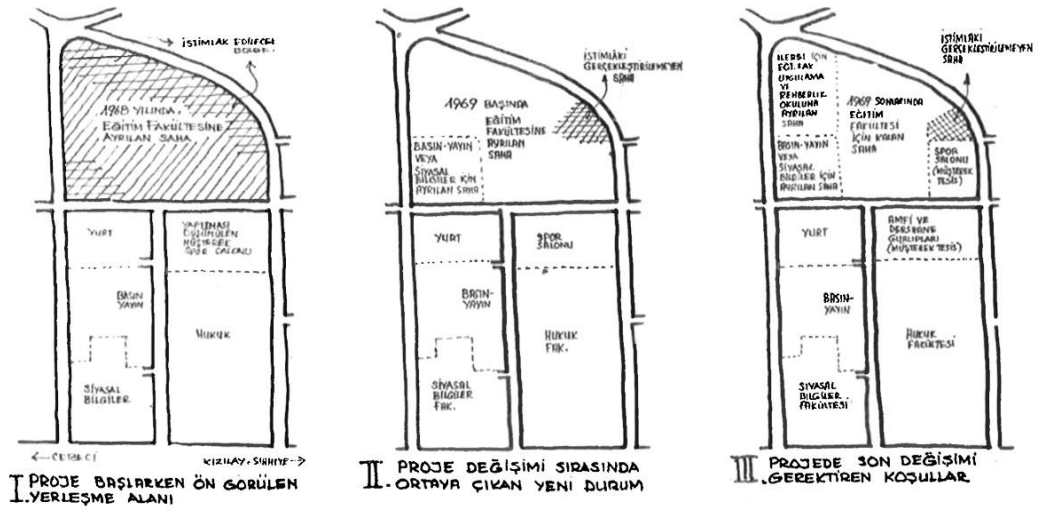 İSTİMLAK EDİLECEK
BÖLGE.
1968 YILINDA
EĞİTİM FAKÜLTESİNE
AYRILAN SAHA
YURT
YAPILMASI
DÜŞÜNÜLEN
MÜŞTEREK
SPOR SALONU
BASIN
YAYIN
HUKUK
SİYASAL
BİLGİLER
CEBECİ
KIZILAY-SIHHİYE
I. PROJE BAŞLARKEN ÖN GÖRÜLEN
YERLEŞME ALANI
İSTİMLÂKİ
GERÇEKLEŞTİRİLEMEYEN
SAHA
1969 BAŞINDA
EĞİTİM
FAKÜLTESİNE
AYRILAN
SAHA
BASIN-YAYIN
VEYA
SİYASAL
BİLGİLER İÇİN
AYRILAN SAHA
YURT
SPOR
SALONU
BASIN-
YAYIN
HUKUK
FAK.
SİYASAL
BİLGİLER
FAK.
II. PROJE DEĞİŞİMİ SIRASINDA
ORTAYA ÇIKAN YENİ DURUM
İSTİMLÂKİ
GERÇEKLEŞTİRİLEMEYEN
SAHA
İLERSİ İÇİN
EĞİT. FAK
UYGULAMA
VE
REHBERLİK
OKULUNA
AYRILAN
SAHA
1969 SONLARINDA
EĞİTİM
FAKÜLTESİ
İÇİN KALAN
SAHA
BASIN-YAYIN
VEYA
SİYASAL
BİLGİLER İÇİN
AYRILAN SAHA
SPOR
SALONU
(MÜŞTEREK
TESİS)
YURT
AMFİ VE
DERSHANE
GURUPLARI
(MÜŞTEREK TESİS)
BASIN-
YAYIN
HUKUK
FAKÜLTESİ
SİYASAL
BİLGİLER
FAKÜLTESİ
III. PROJEDE SON DEĞİŞİMİ
GEREKTİREN KOŞULLAR